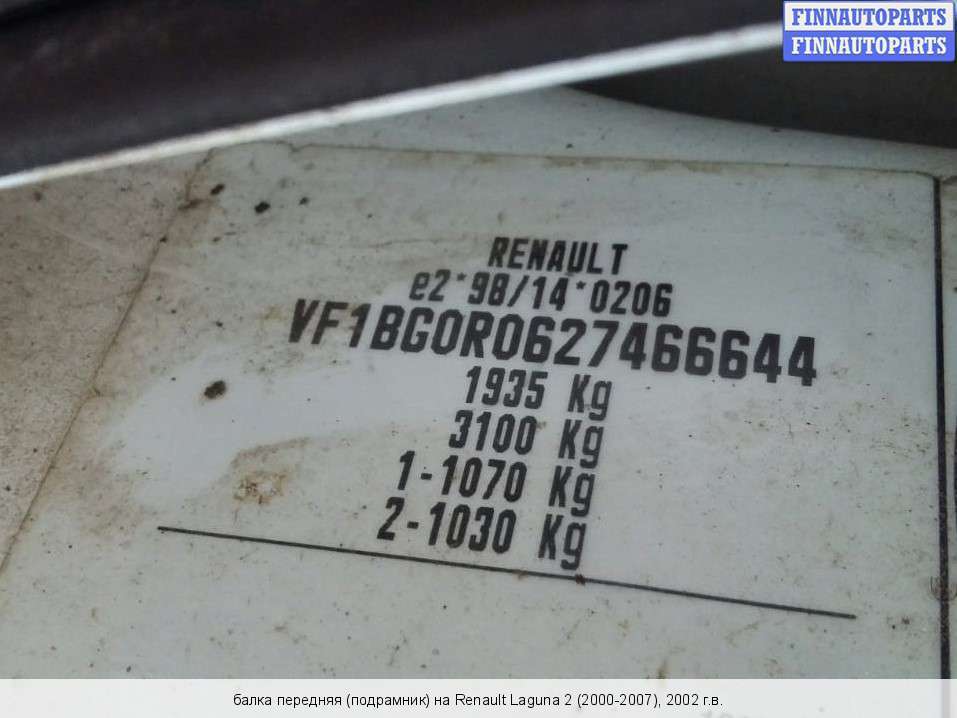 FINNAUTOPARTS
FINNAUTOPARTS
RENAULT
e2*98/14*0206
VF1BG0R0627466644
1935 Kg
3100 Kg
1-1070 Kg
2-1030 Kg
балка передняя (подрамник) на Renault Laguna 2 (2000-2007), 2002 г.в.